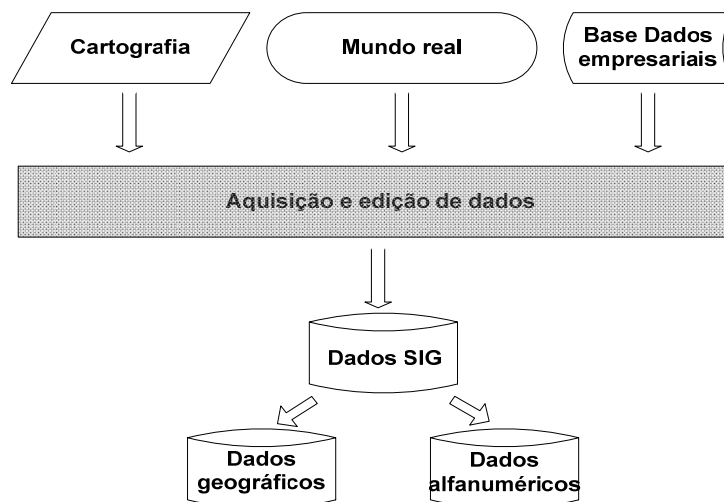 Cartografia
Mundo real
Base Dados
empresariais
Aquisição e edição de dados
Dados SIG
Dados
geográficos
Dados
alfanuméricos